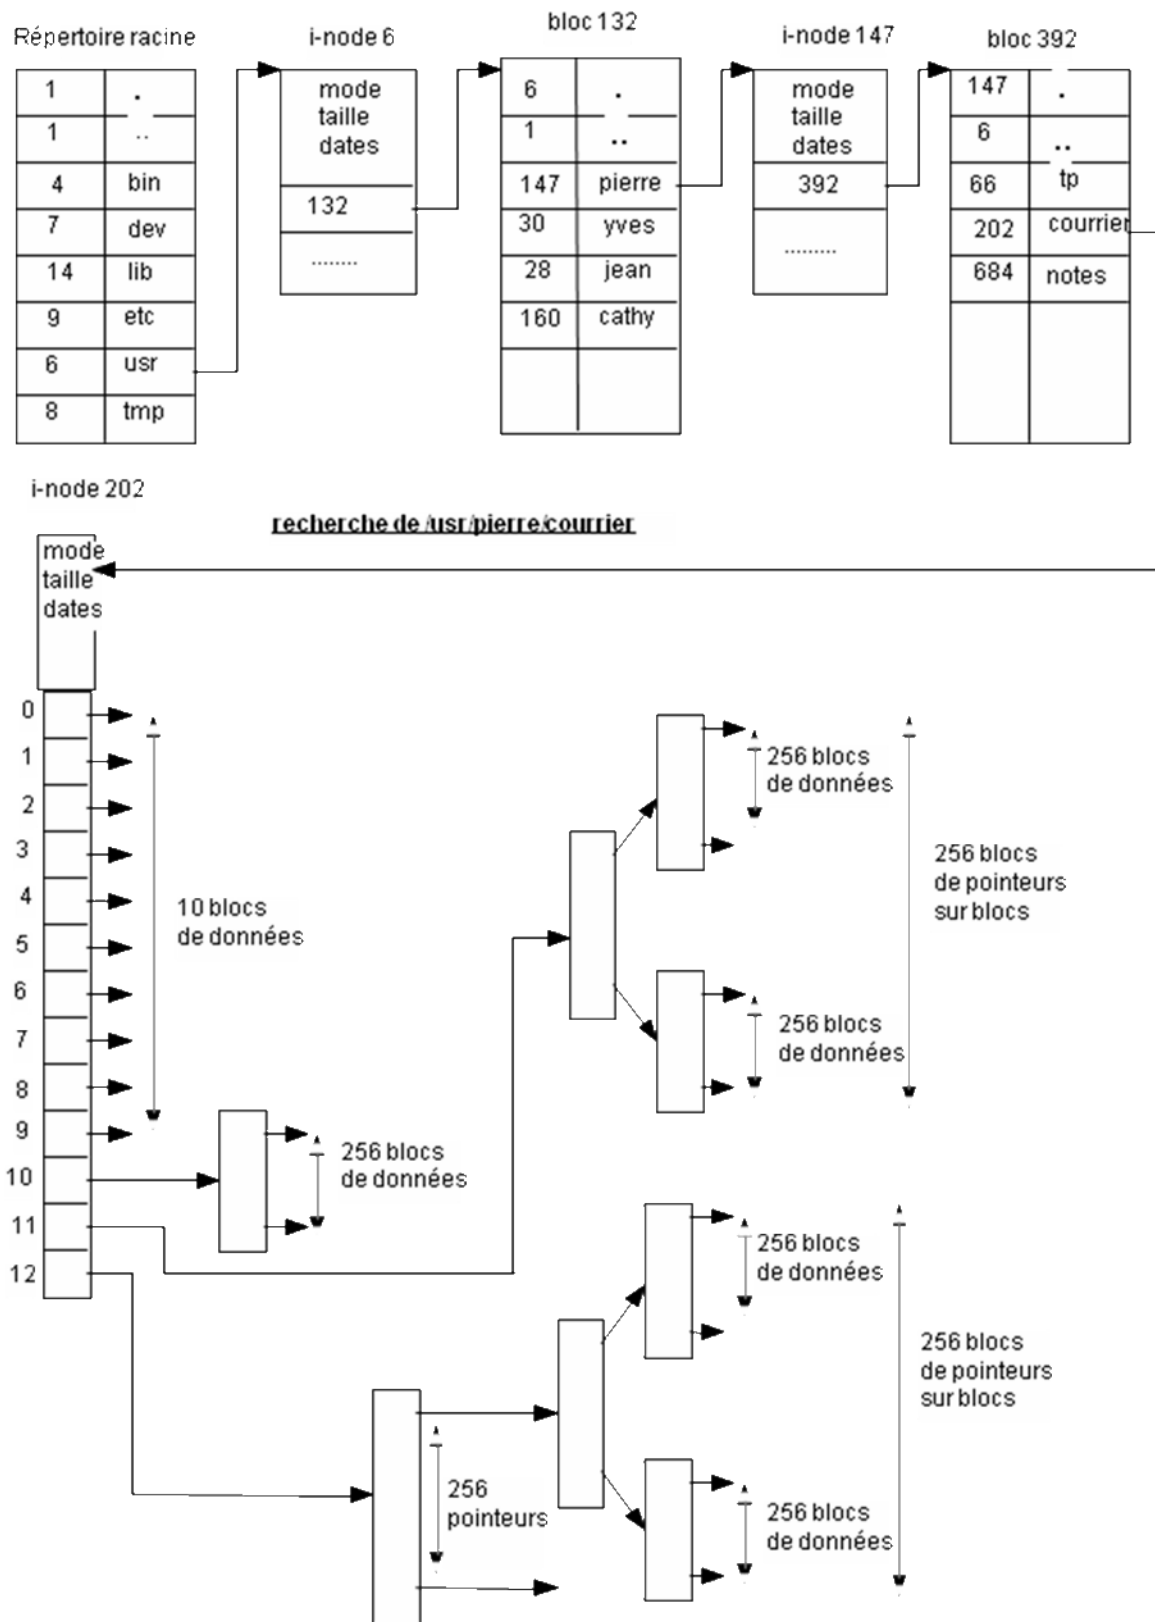 Répertoire racine
1 .
1 ..
4 bin
7 dev
14 lib
9 etc
6 usr
8 tmp
i-node 6
mode
taille
dates
132
........
bloc 132
6 .
1 ..
147 pierre
30 yves
28 jean
160 cathy
i-node 147
mode
taille
dates
392
.........
bloc 392
147 .
6 ..
66 tp
202 courrier
684 notes
i-node 202
recherche de /usr/pierre/courrier
mode
taille
dates
0
1
2
3
4
5
6
7
8
9
10
11
12
10 blocs
de données
256 blocs
de données
256 blocs
de données
256 blocs
de données
256 blocs
de pointeurs
sur blocs
256
pointeurs
256 blocs
de données
256 blocs
de données
256 blocs
de pointeurs
sur blocs